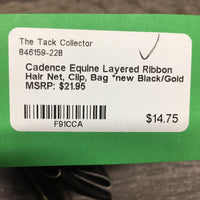 The Tack Collector
846159-228
Cadence Equine Layered Ribbon
Hair Net, Clip, Bag *new Black/Gold
MSRP: $21.95
$14.75
F91CCA